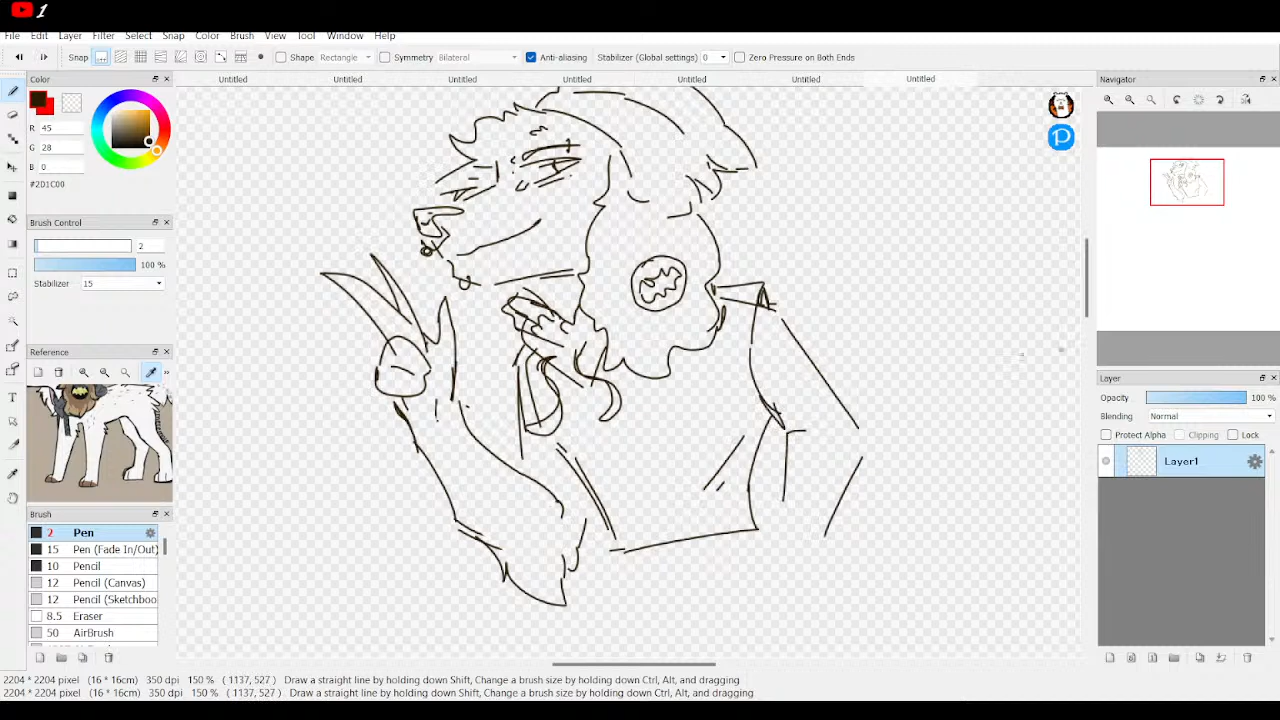 1
File Edit Layer Filter Select Snap Color Brush View Tool Window Help
Snap Shape Rectangle Symmetry Bilateral Anti-aliasing Stabilizer (Global settings) 0 Zero Pressure on Both Ends
Color
Untitled Untitled Untitled Untitled Untitled Untitled Untitled
Navigator
R 45
G 28
B 0
#2D1C00
Brush Control
2
100 %
Stabilizer 15
Reference
Layer
Opacity 100 %
Blending Normal
Protect Alpha Clipping Lock
Layer1
Brush
2 Pen
15 Pen (Fade In/Out)
10 Pencil
12 Pencil (Canvas)
12 Pencil (Sketchboo
8.5 Eraser
50 AirBrush
2204 * 2204 pixel (16 * 16cm) 350 dpi 150 % ( 1137, 527) Draw a straight line by holding down Shift, Change a brush size by holding down Ctrl, Alt, and dragging
2204 * 2204 pixel (16 * 16cm) 350 dpi 150 % ( 1137, 527) Draw a straight line by holding down Shift, Change a brush size by holding down Ctrl, Alt, and dragging